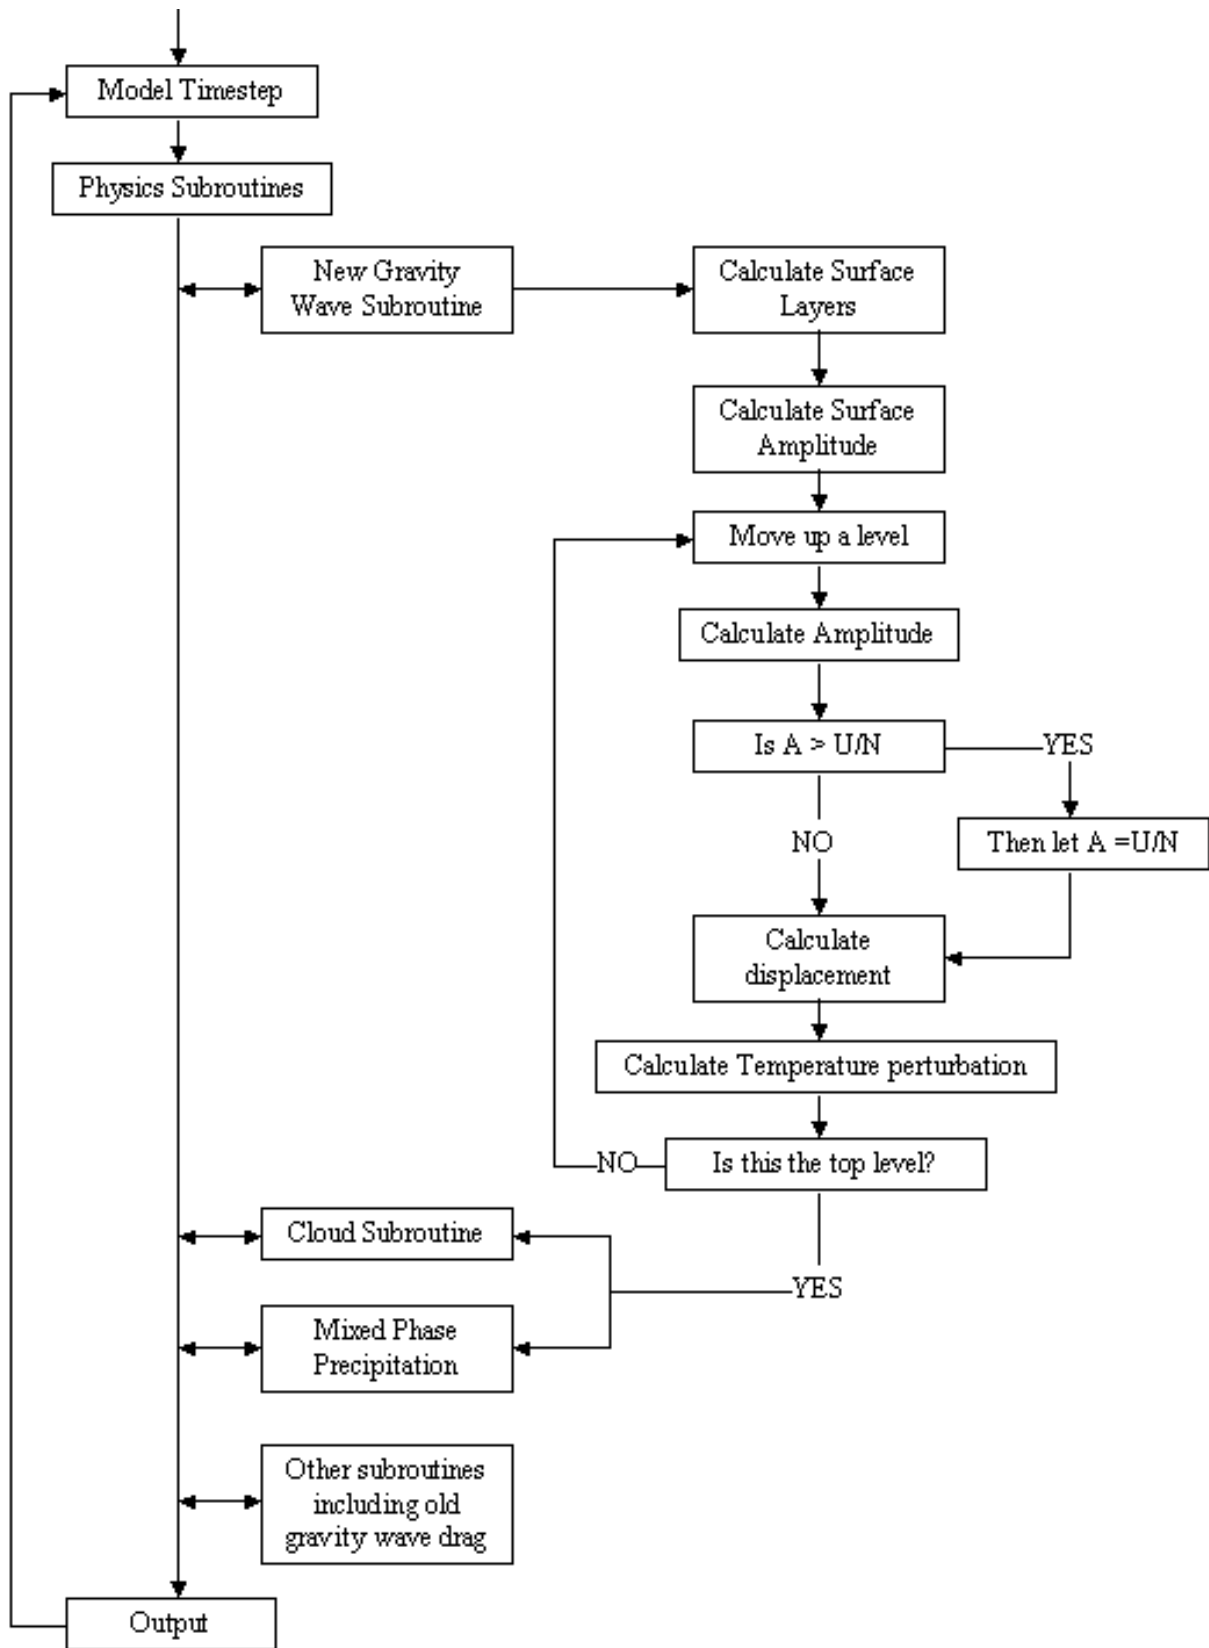 Model Timestep
Physics Subroutines
New Gravity
Wave Subroutine
Calculate Surface
Layers
Calculate Surface
Amplitude
Move up a level
Calculate Amplitude
Is A > U/N
YES
NO
Then let A =U/N
Calculate
displacement
Calculate Temperature perturbation
Is this the top level?
NO
YES
Cloud Subroutine
Mixed Phase
Precipitation
Other subroutines
including old
gravity wave drag
Output